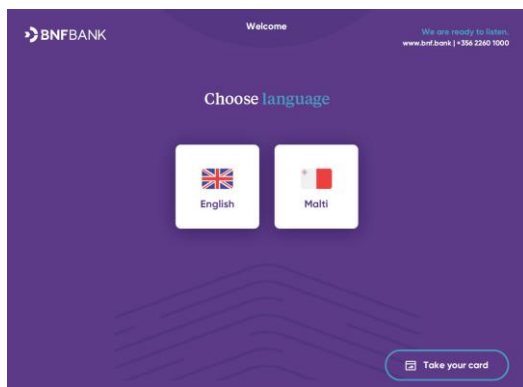 BNFBANK
Welcome
We are ready to listen.
www.bnf.bank | +356 2260 1000
Choose language
English
Malti
Take your card